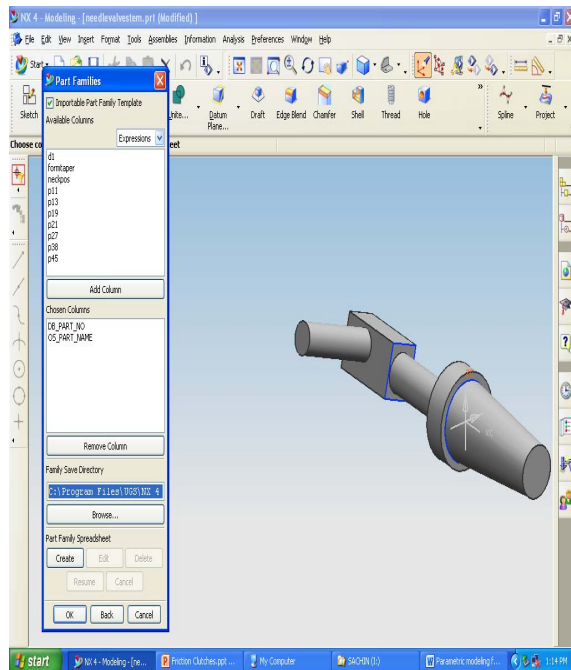 NX 4 - Modeling - [needlevalvestem.prt (Modified) ]
File Edit View Insert Format Tools Assemblies Information Analysis Preferences Window Help
Start
Part Families
Importable Part Family Template
Available Columns
Expressions
Sketch
Unite...
Datum Plane...
Draft
Edge Blend
Chamfer
Shell
Thread
Hole
Spline
Project
Choose co
eet
d1
formtaper
neckpos
p11
p13
p19
p21
p27
p38
p45
Add Column
Chosen Columns
DB_PART_NO
OS_PART_NAME
Remove Column
Family Save Directory
C:\Program Files\UGS\NX 4
Browse...
Part Family Spreadsheet
Create Edit Delete
Resume Cancel
OK Back Cancel
XC
start
NX 4 - Modeling - [ne...
Friction Clutches.ppt ...
My Computer
SACHIN (I:)
Parametric modeling f...
1:14 PM